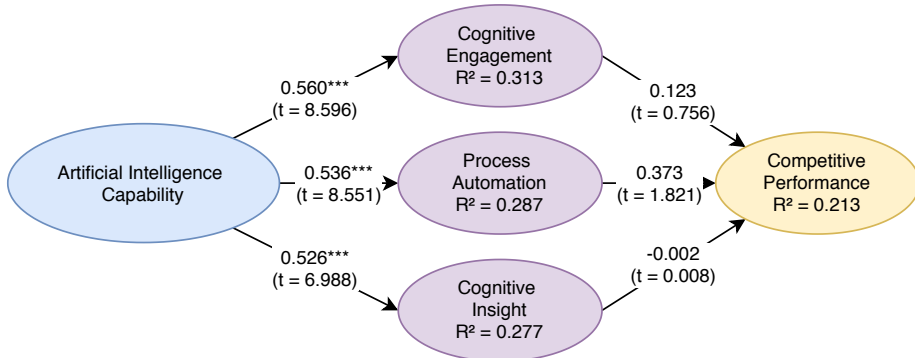 Cognitive
Engagement
R² = 0.313
0.560***
(t = 8.596)
0.123
(t = 0.756)
Artificial Intelligence
Capability
0.536***
(t = 8.551)
Process
Automation
R² = 0.287
0.373
(t = 1.821)
Competitive
Performance
R² = 0.213
0.526***
(t = 6.988)
-0.002
(t = 0.008)
Cognitive
Insight
R² = 0.277